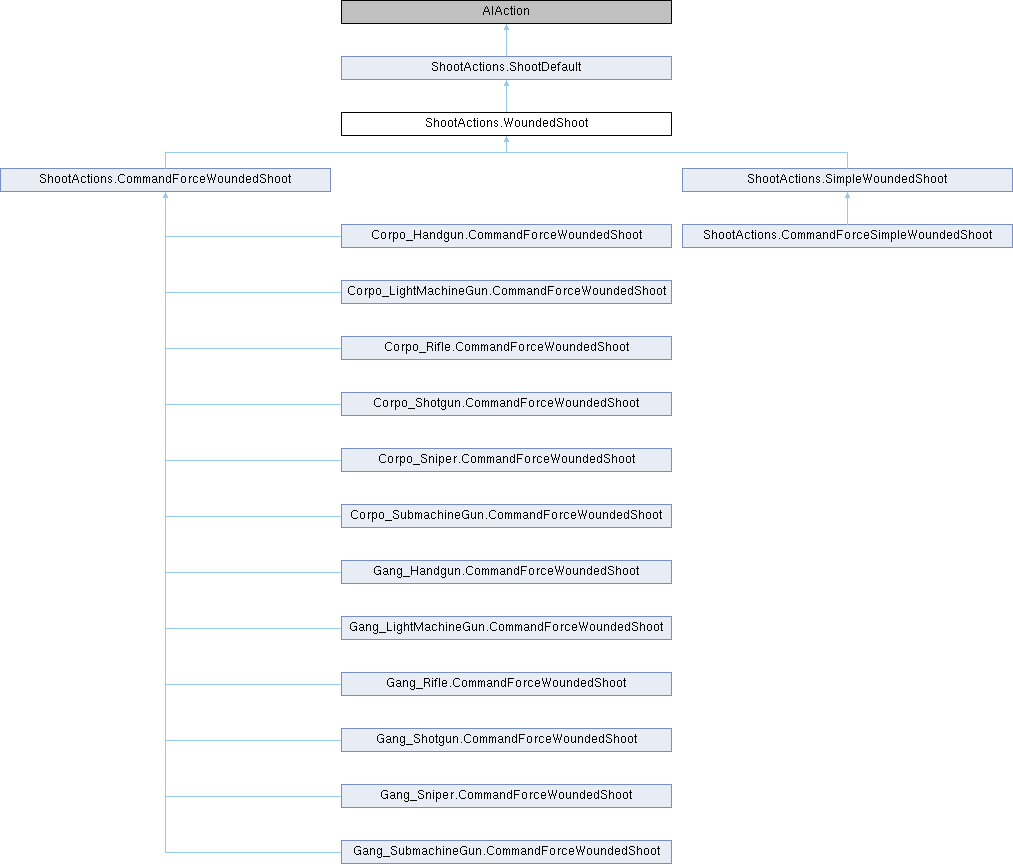 AIAction
ShootActions.ShootDefault
ShootActions.WoundedShoot
ShootActions.CommandForceWoundedShoot
ShootActions.SimpleWoundedShoot
Corpo_Handgun.CommandForceWoundedShoot
ShootActions.CommandForceSimpleWoundedShoot
Corpo_LightMachineGun.CommandForceWoundedShoot
Corpo_Rifle.CommandForceWoundedShoot
Corpo_Shotgun.CommandForceWoundedShoot
Corpo_Sniper.CommandForceWoundedShoot
Corpo_SubmachineGun.CommandForceWoundedShoot
Gang_Handgun.CommandForceWoundedShoot
Gang_LightMachineGun.CommandForceWoundedShoot
Gang_Rifle.CommandForceWoundedShoot
Gang_Shotgun.CommandForceWoundedShoot
Gang_Sniper.CommandForceWoundedShoot
Gang_SubmachineGun.CommandForceWoundedShoot